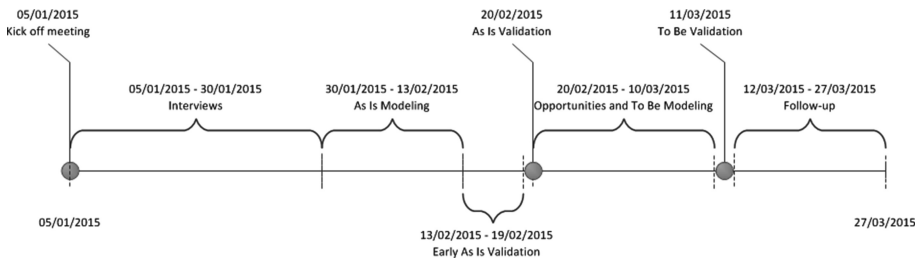 05/01/2015
Kick off meeting
20/02/2015
As Is Validation
11/03/2015
To Be Validation
05/01/2015 - 30/01/2015
Interviews
30/01/2015 - 13/02/2015
As Is Modeling
20/02/2015 - 10/03/2015
Opportunities and To Be Modeling
12/03/2015 - 27/03/2015
Follow-up
05/01/2015
27/03/2015
13/02/2015 - 19/02/2015
Early As Is Validation